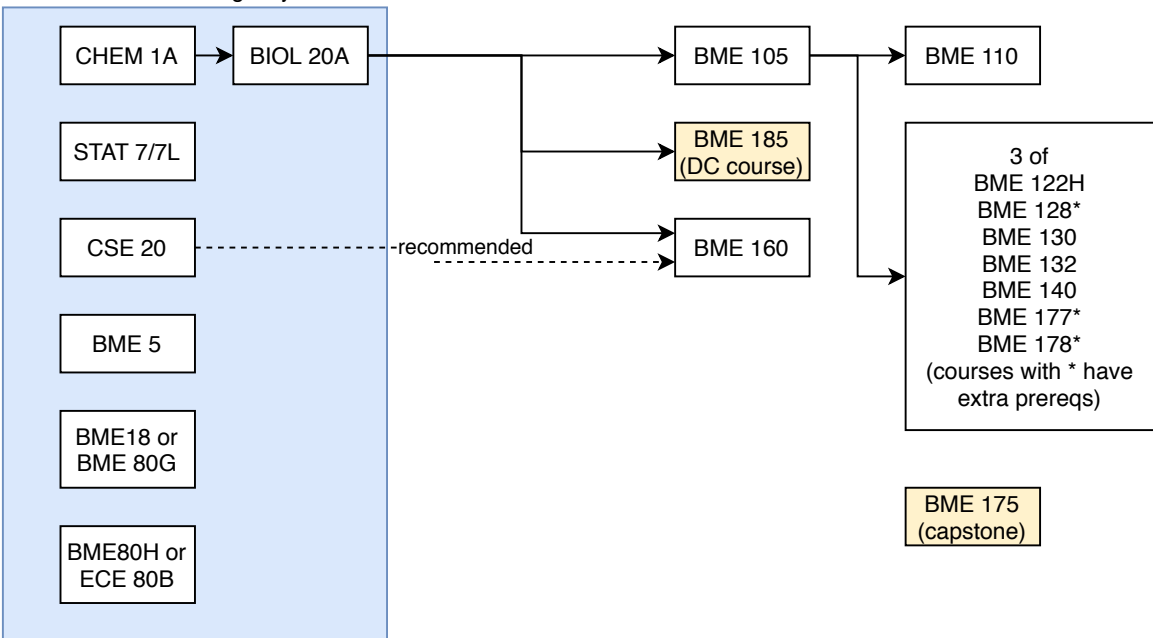 CHEM 1A
BIOL 20A
BME 105
BME 110
STAT 7/7L
BME 185
(DC course)
3 of
BME 122H
BME 128*
BME 130
BME 132
BME 140
BME 177*
BME 178*
(courses with * have
extra prereqs)
CSE 20
recommended
BME 160
BME 5
BME18 or
BME 80G
BME 175
(capstone)
BME80H or
ECE 80B